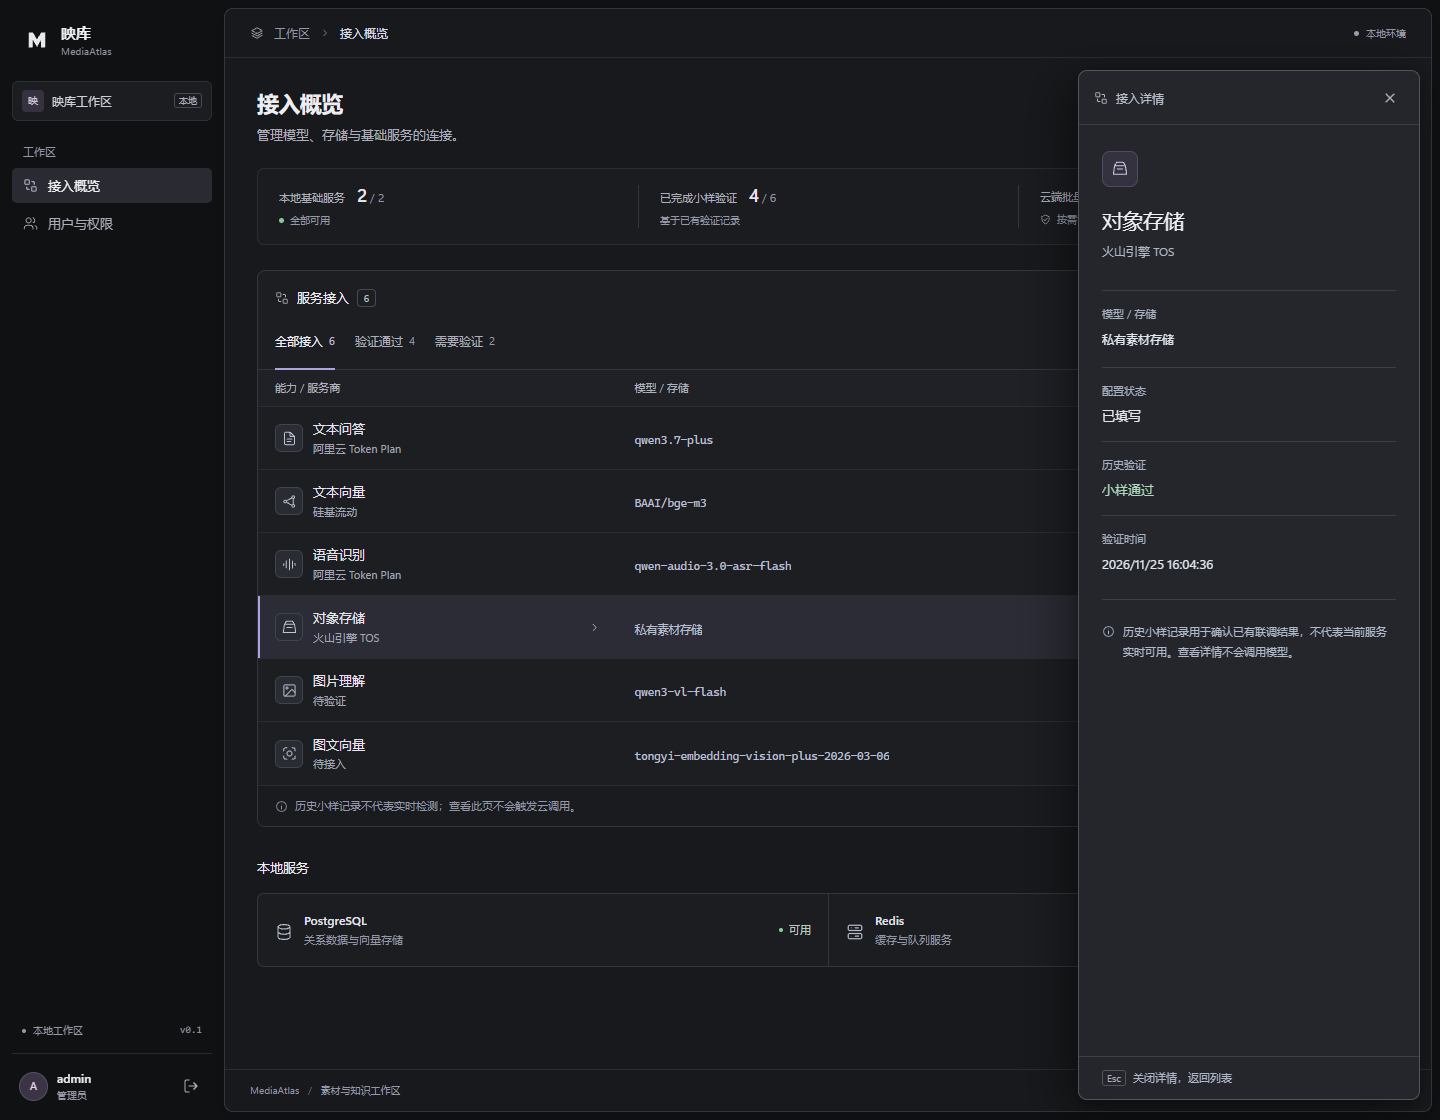 映库
MediaAtlas
映 映库工作区 本地
工作区
接入概览
用户与权限
本地工作区 v0.1
A admin
管理员
工作区 › 接入概览
本地环境
接入概览
管理模型、存储与基础服务的连接。
本地基础服务 2 / 2
全部可用
已完成小样验证 4 / 6
基于已有验证记录
云端批
按需
服务接入 6
全部接入 6 验证通过 4 需要验证 2
能力 / 服务商 模型 / 存储
文本问答
阿里云 Token Plan
qwen3.7-plus
文本向量
硅基流动
BAAI/bge-m3
语音识别
阿里云 Token Plan
qwen-audio-3.0-asr-flash
对象存储
火山引擎 TOS
私有素材存储
图片理解
待验证
qwen3-vl-flash
图文向量
待接入
tongyi-embedding-vision-plus-2026-03-06
历史小样记录不代表实时检测；查看此页不会触发云调用。
本地服务
PostgreSQL
关系数据与向量存储
可用
Redis
缓存与队列服务
MediaAtlas / 素材与知识工作区
接入详情
对象存储
火山引擎 TOS
模型 / 存储
私有素材存储
配置状态
已填写
历史验证
小样通过
验证时间
2026/11/25 16:04:36
历史小样记录用于确认已有联调结果，不代表当前服务
实时可用。查看详情不会调用模型。
Esc 关闭详情，返回列表